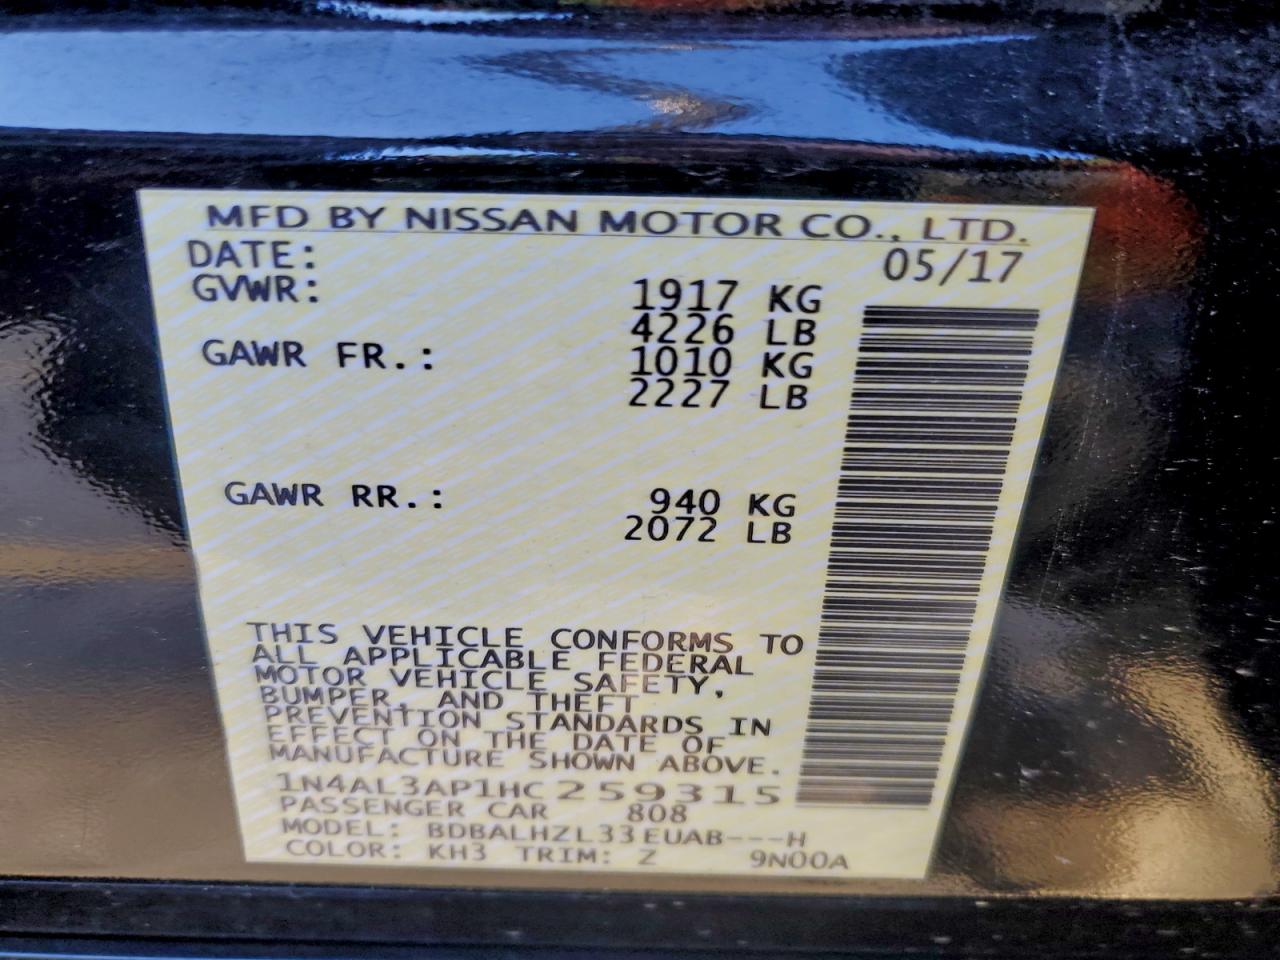 MFD BY NISSAN MOTOR CO., LTD.
DATE: 05/17
GVWR: 1917 KG
4226 LB
GAWR FR.: 1010 KG
2227 LB
GAWR RR.: 940 KG
2072 LB
THIS VEHICLE CONFORMS TO
ALL APPLICABLE FEDERAL
MOTOR VEHICLE SAFETY,
BUMPER, AND THEFT
PREVENTION STANDARDS IN
EFFECT ON THE DATE OF
MANUFACTURE SHOWN ABOVE.
1N4AL3AP1HC259315
PASSENGER CAR 808
MODEL: BDBALHZL33EUAB---H
COLOR: KH3 TRIM: Z 9N00A